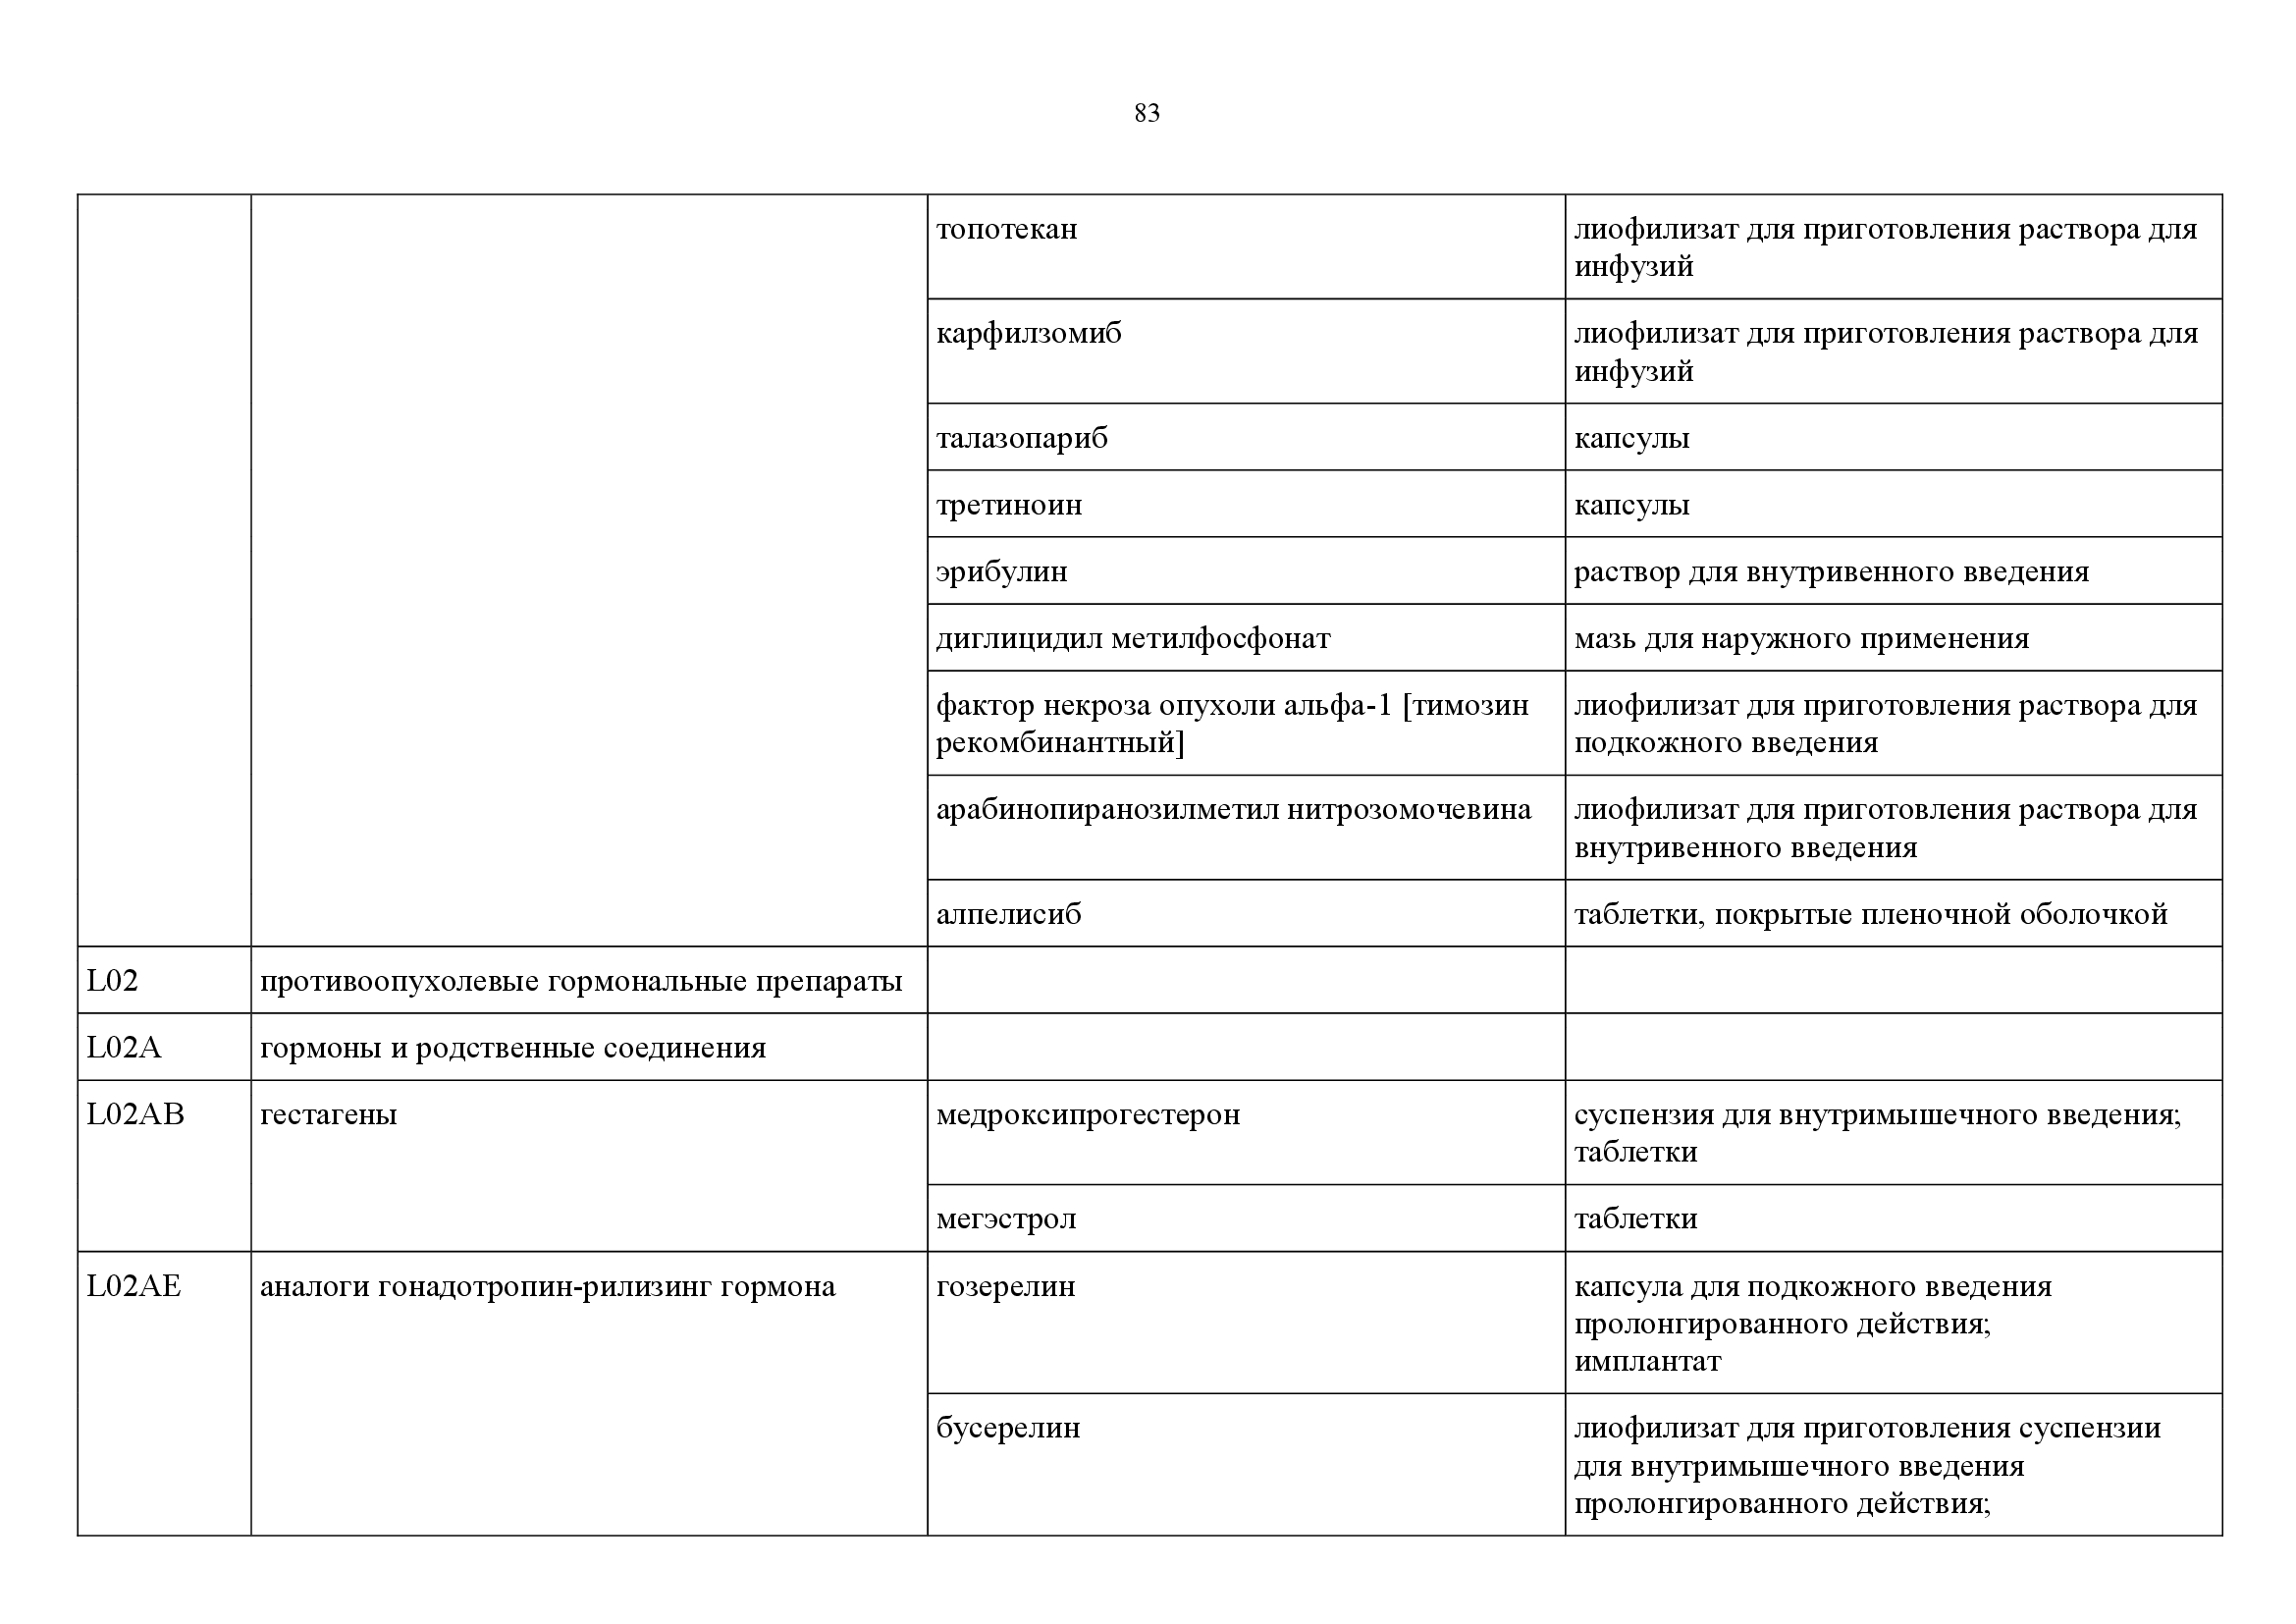 83
топотекан
лиофилизат для приготовления раствора для
инфузий
карфилзомиб
лиофилизат для приготовления раствора для
инфузий
талазопариб
капсулы
третиноин
капсулы
эрибулин
раствор для внутривенного введения
диглицидил метилфосфонат
мазь для наружного применения
фактор некроза опухоли альфа-1 [тимозин
рекомбинантный]
лиофилизат для приготовления раствора для
подкожного введения
арабинопиранозилметил нитрозомочевина
лиофилизат для приготовления раствора для
внутривенного введения
алпелисиб
таблетки, покрытые пленочной оболочкой
L02
противоопухолевые гормональные препараты
L02A
гормоны и родственные соединения
L02AB
гестагены
медроксипрогестерон
суспензия для внутримышечного введения;
таблетки
мегэстрол
таблетки
L02AE
аналоги гонадотропин-рилизинг гормона
гозерелин
капсула для подкожного введения
пролонгированного действия;
имплантат
бусерелин
лиофилизат для приготовления суспензии
для внутримышечного введения
пролонгированного действия;